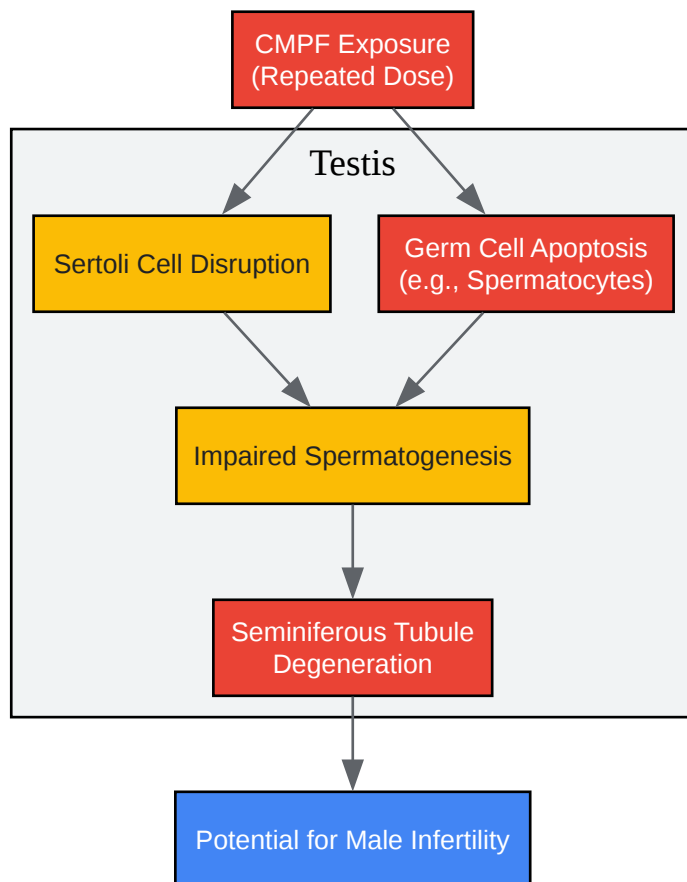 CMPF Exposure
(Repeated Dose)
Testis
Sertoli Cell Disruption
Germ Cell Apoptosis
(e.g., Spermatocytes)
Impaired Spermatogenesis
Seminiferous Tubule
Degeneration
Potential for Male Infertility